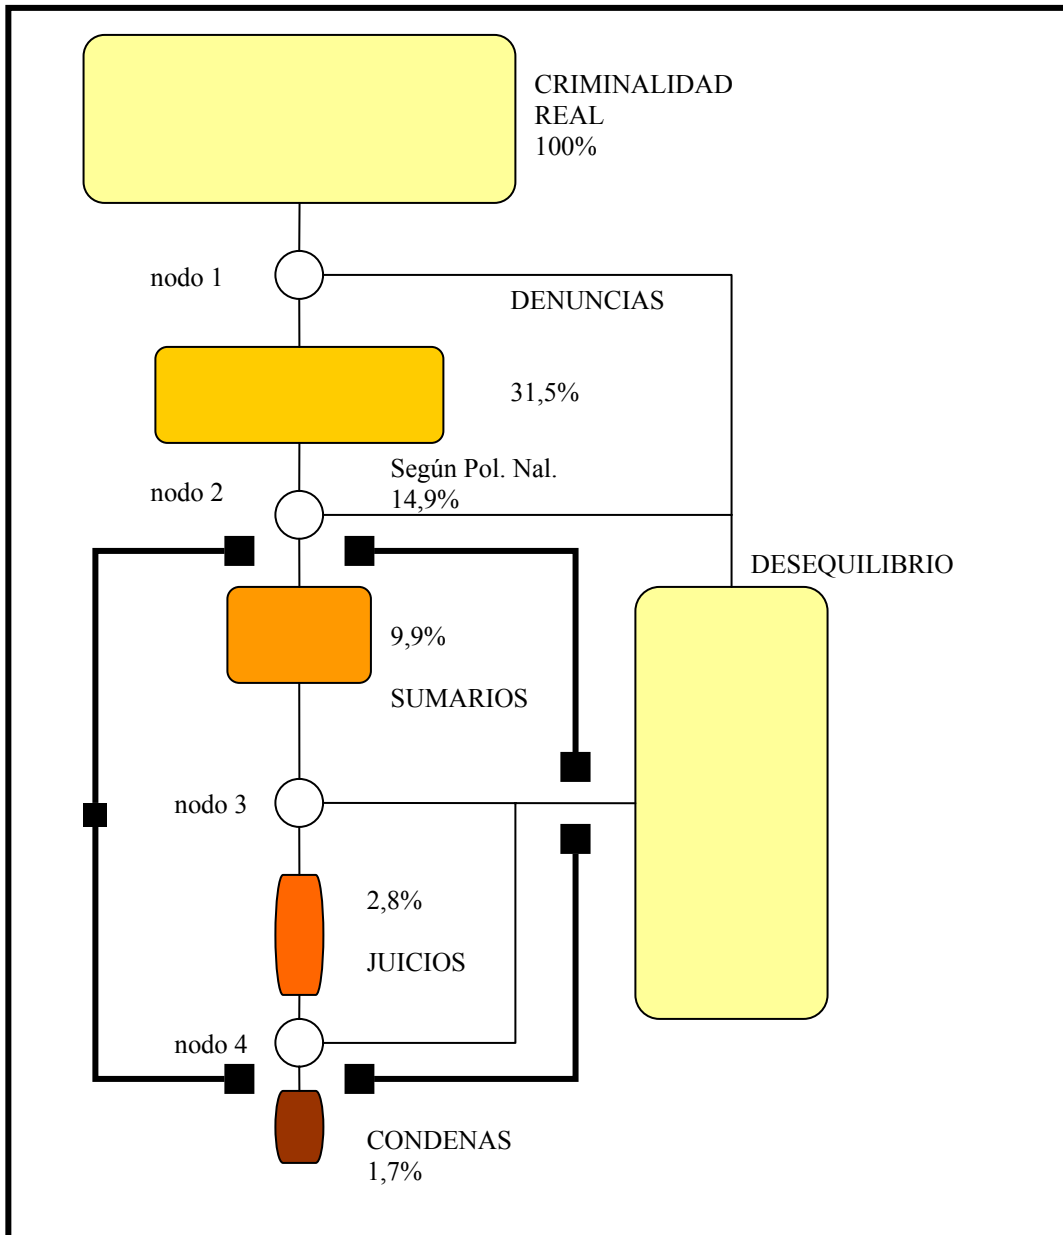 CRIMINALIDAD
REAL
100%
nodo 1
DENUNCIAS
31,5%
Según Pol. Nal.
14,9%
nodo 2
DESEQUILIBRIO
9,9%
SUMARIOS
nodo 3
2,8%
JUICIOS
nodo 4
CONDENAS
1,7%